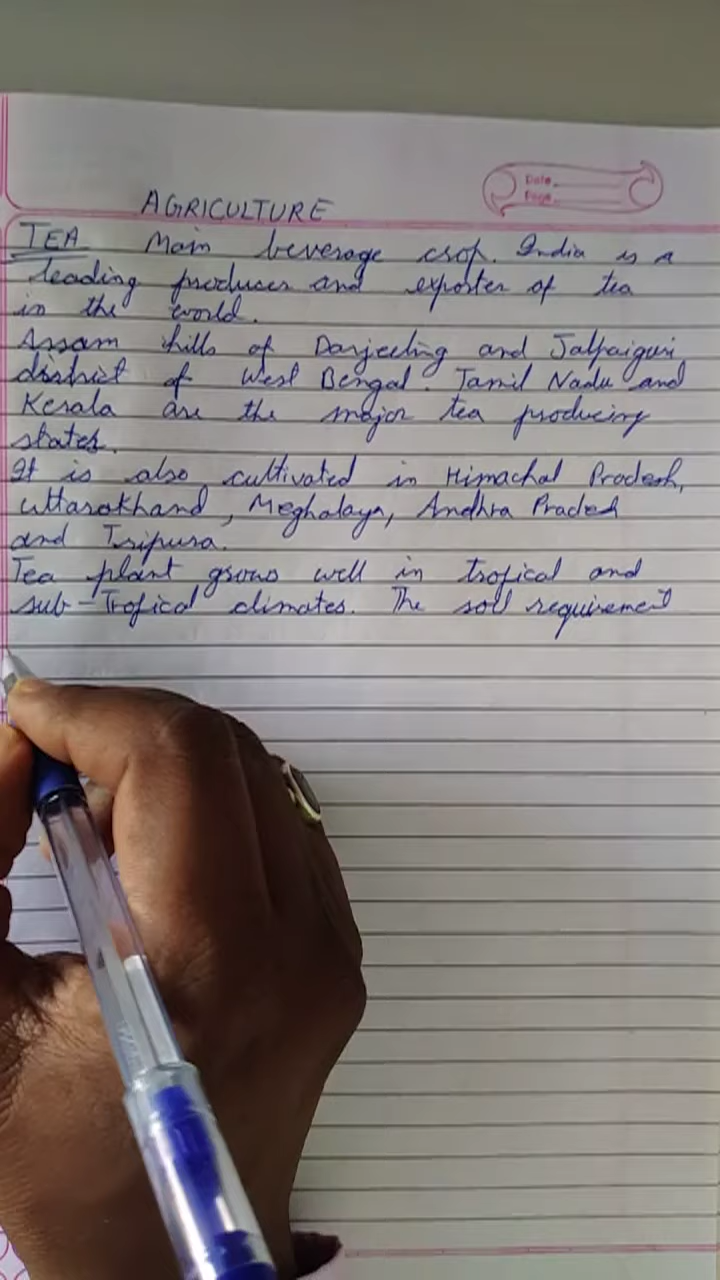 Date
Page
AGRICULTURE
TEA Main beverage crop. India is a
leading producer and exporter of tea
in the world.
Assam hills of Darjeeling and Jalpaiguri
district of West Bengal. Tamil Nadu and
Kerala are the major tea producing
states.
It is also cultivated in Himachal Pradesh,
Uttarakhand, Meghalaya, Andhra Pradesh
and Tripura.
Tea plant grows well in tropical and
sub-Tropical climates. The soil requirement